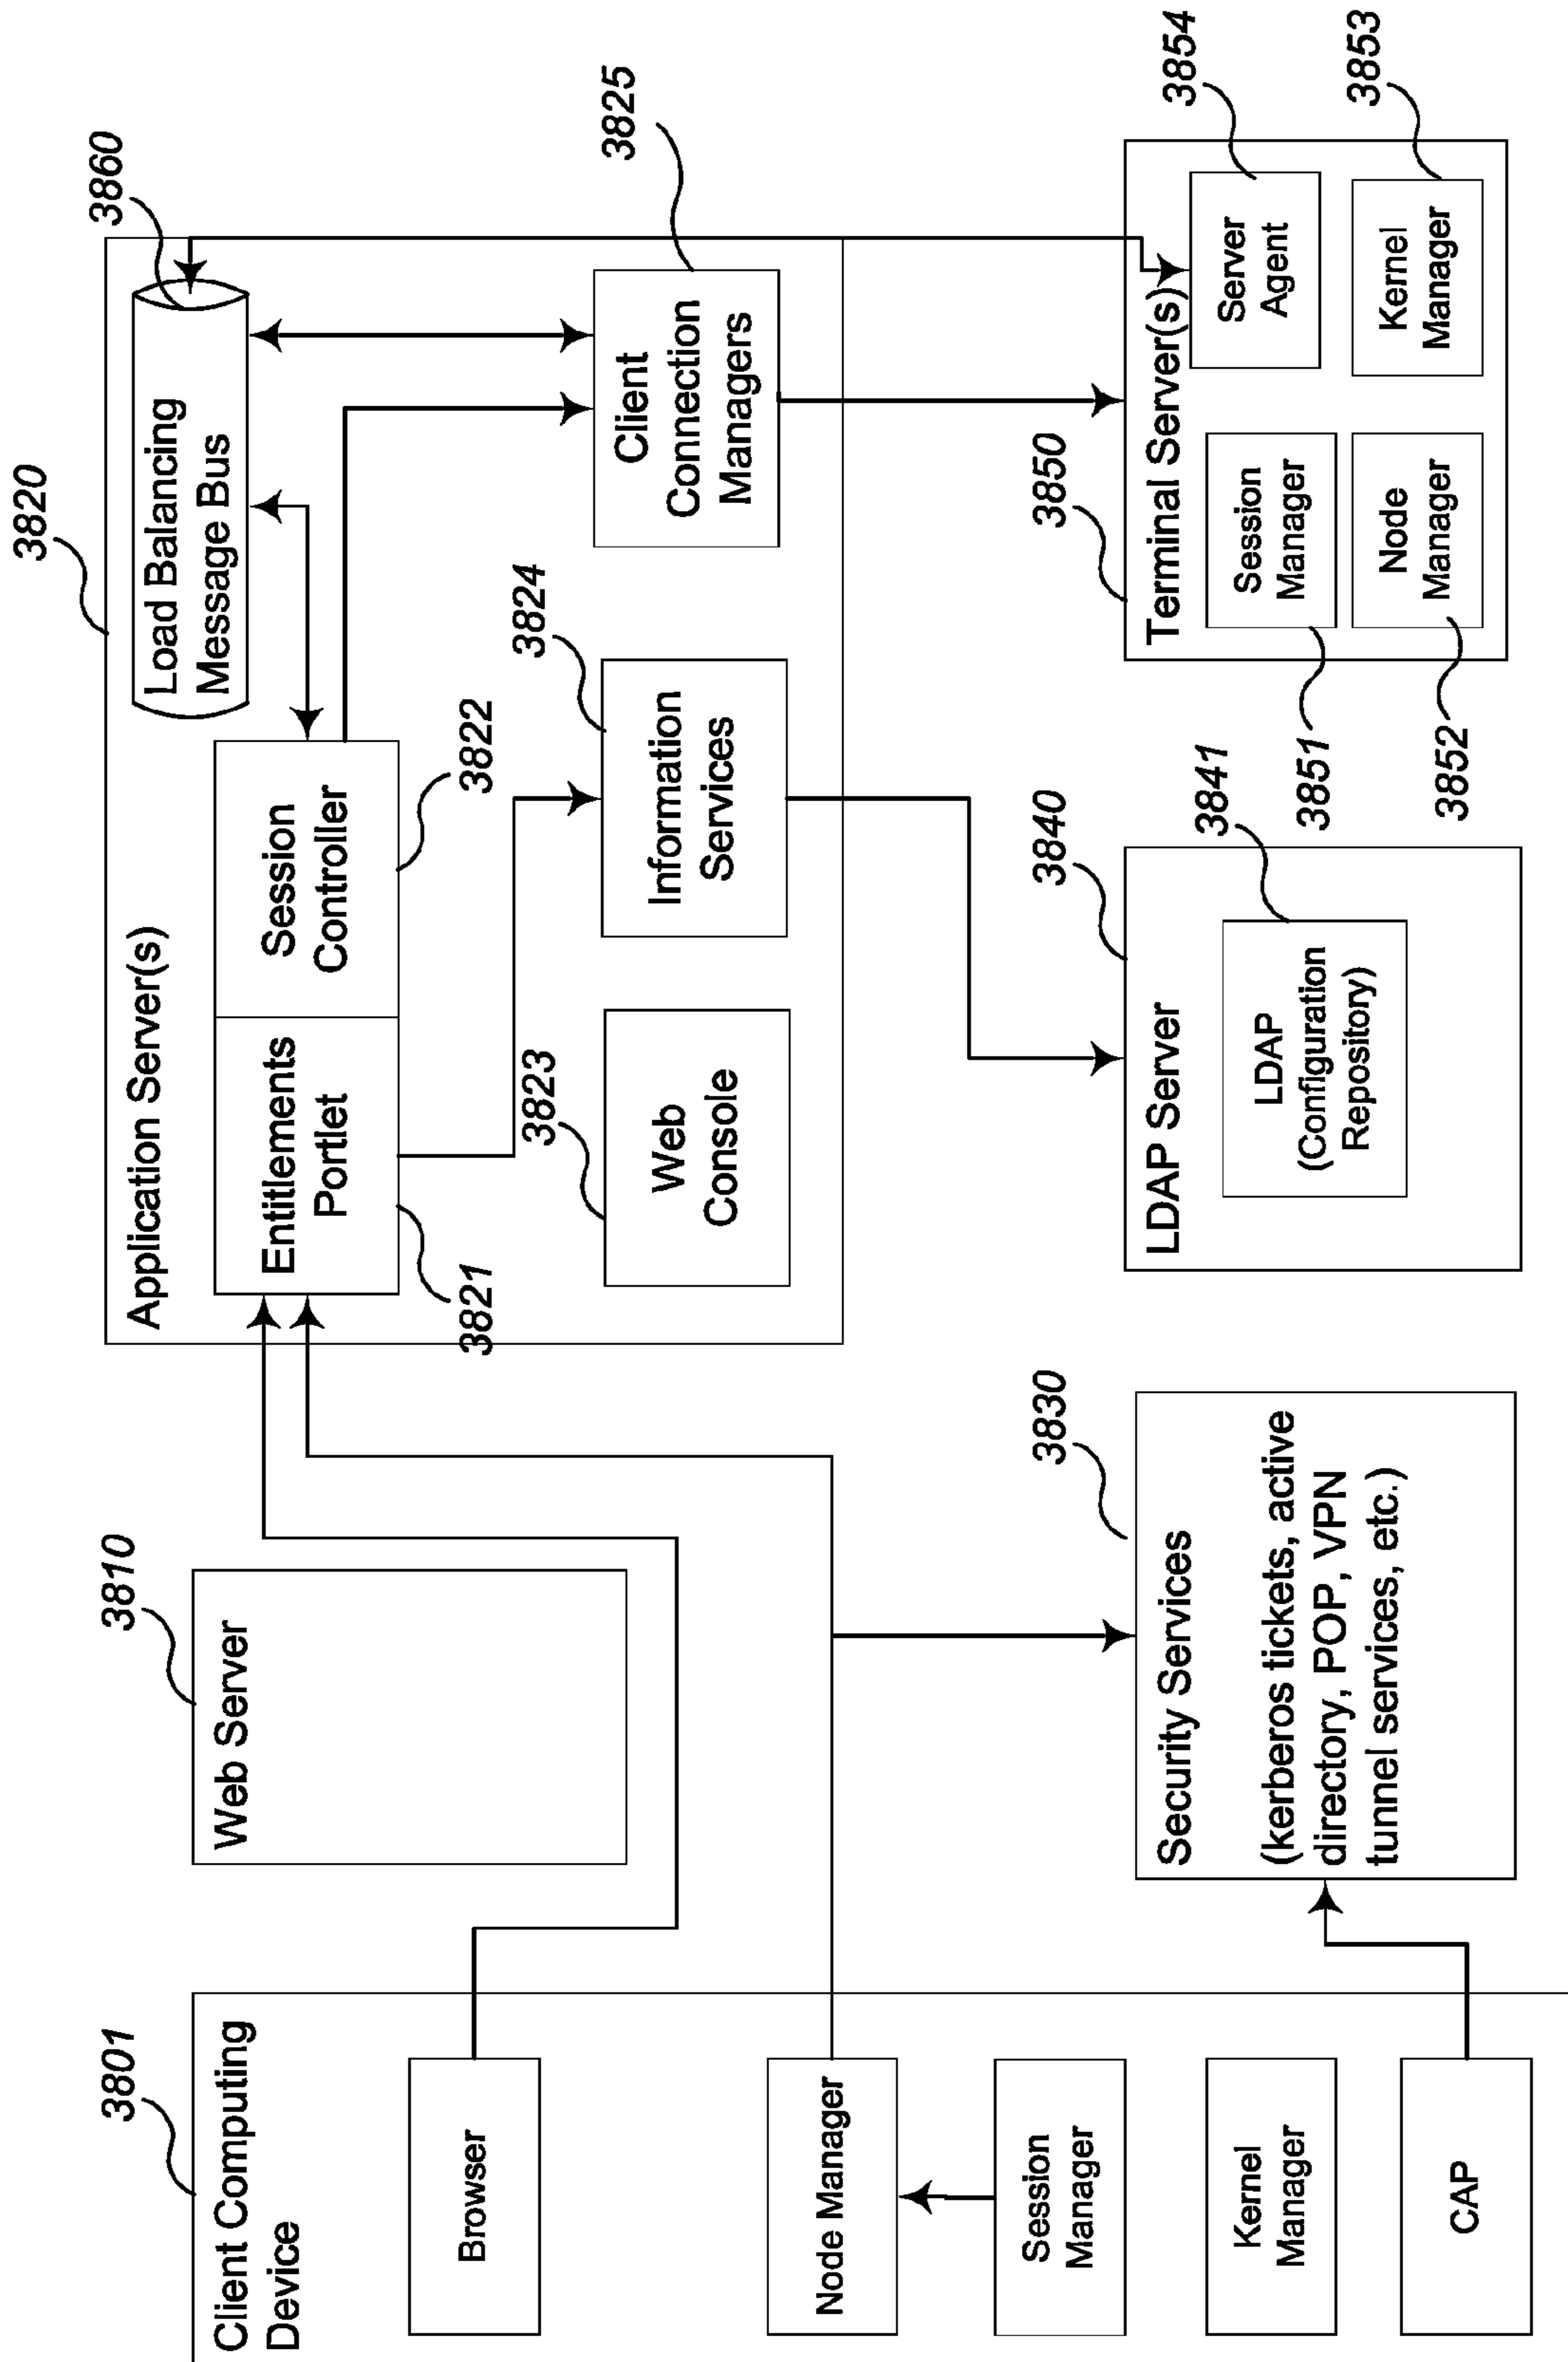 3801
Client Computing
Device
Browser
Node Manager
Session
Manager
Kernel
Manager
CAP
3810
Web Server
3830
Security Services
(kerberos tickets, active
directory, POP, VPN
tunnel services, etc.)
3820
Application Server(s)
Entitlements
Portlet
3821
Session
Controller
3822
Load Balancing
Message Bus
3860
3823
Web
Console
3824
Information
Services
3825
Client
Connection
Managers
3840
LDAP Server
3841
LDAP
(Configuration
Repository)
3850
Terminal Server(s)
Session
Manager
3851
Server
Agent
3854
Node
Manager
3852
Kernel
Manager
3853